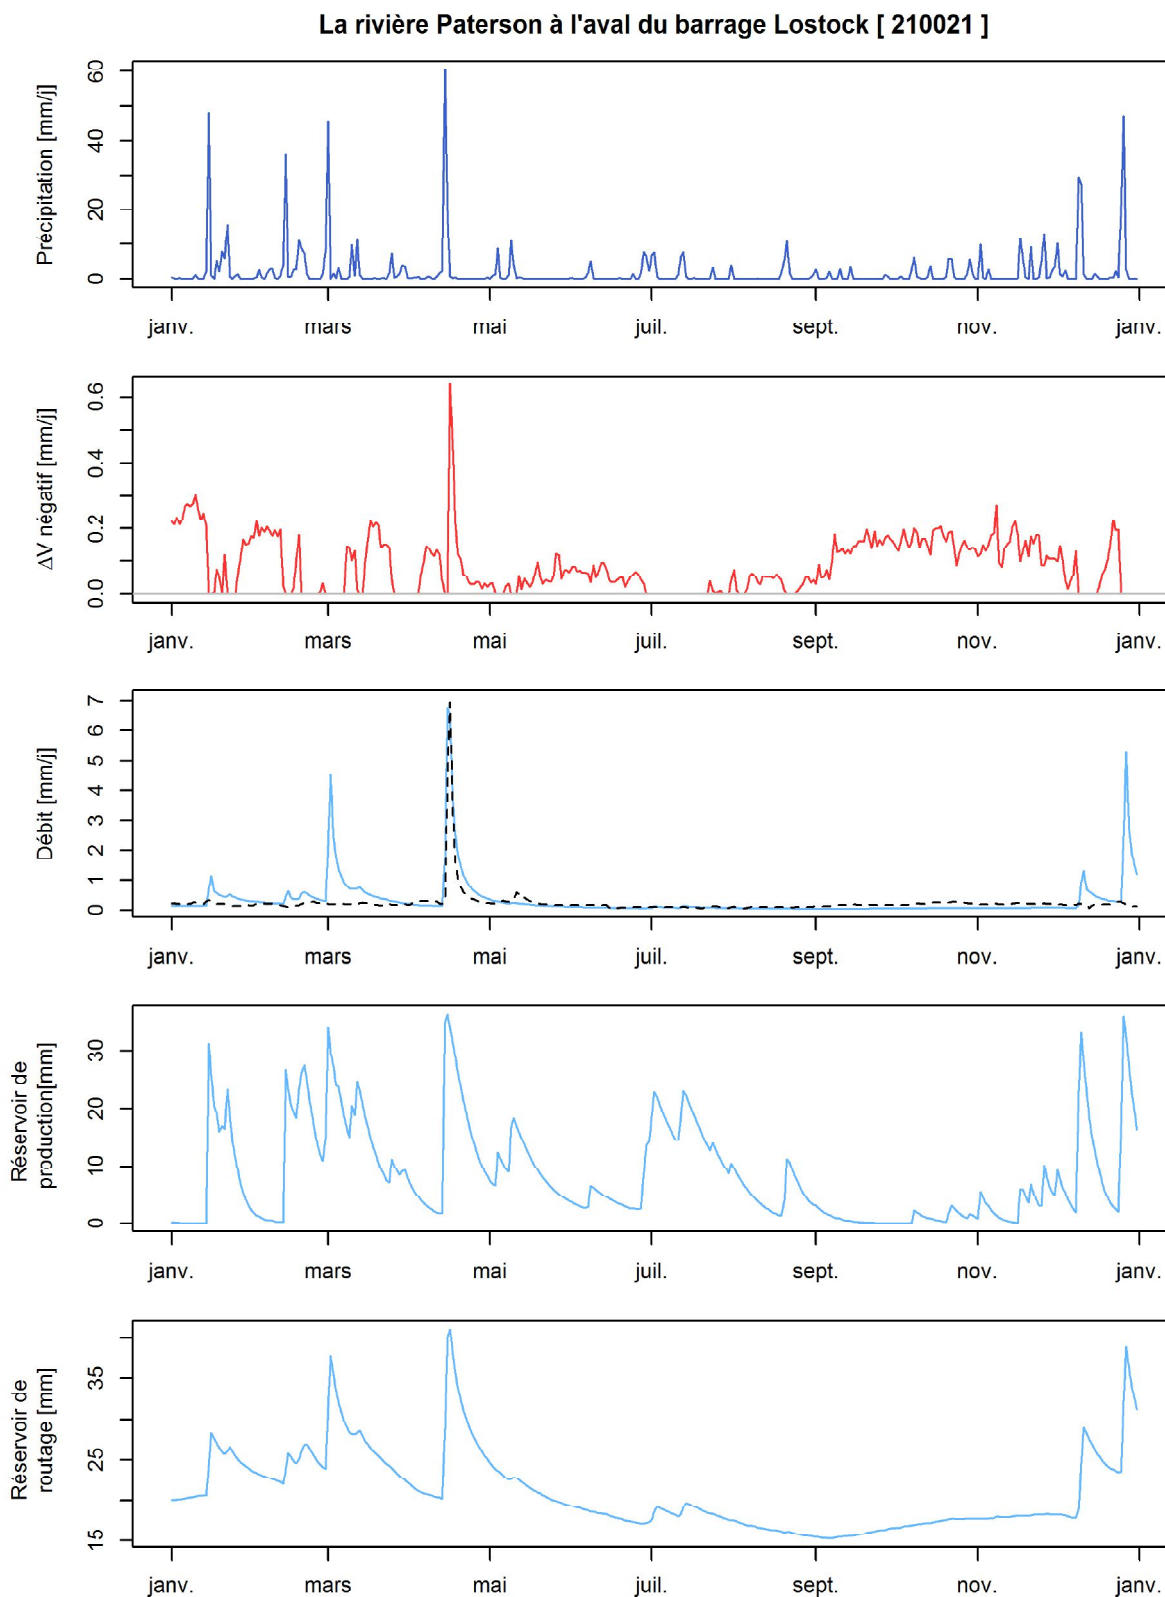 La rivière Paterson à l'aval du barrage Lostock [ 210021 ]
Précipitation [mm/j]
60
40
20
0
janv. mars mai juil. sept. nov. janv.
ΔV négatif [mm/j]
0.6
0.4
0.2
0.0
janv. mars mai juil. sept. nov. janv.
Débit [mm/j]
7
6
5
4
3
2
1
0
janv. mars mai juil. sept. nov. janv.
Réservoir de
production[mm]
30
20
10
0
janv. mars mai juil. sept. nov. janv.
Réservoir de
routage [mm]
35
25
15
janv. mars mai juil. sept. nov. janv.